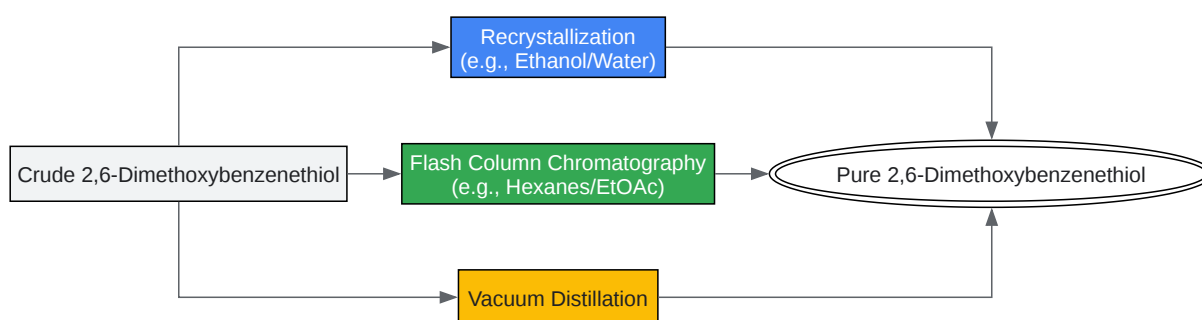 Recrystallization
(e.g., Ethanol/Water)
Crude 2,6-Dimethoxybenzenethiol
Flash Column Chromatography
(e.g., Hexanes/EtOAc)
Pure 2,6-Dimethoxybenzenethiol
Vacuum Distillation